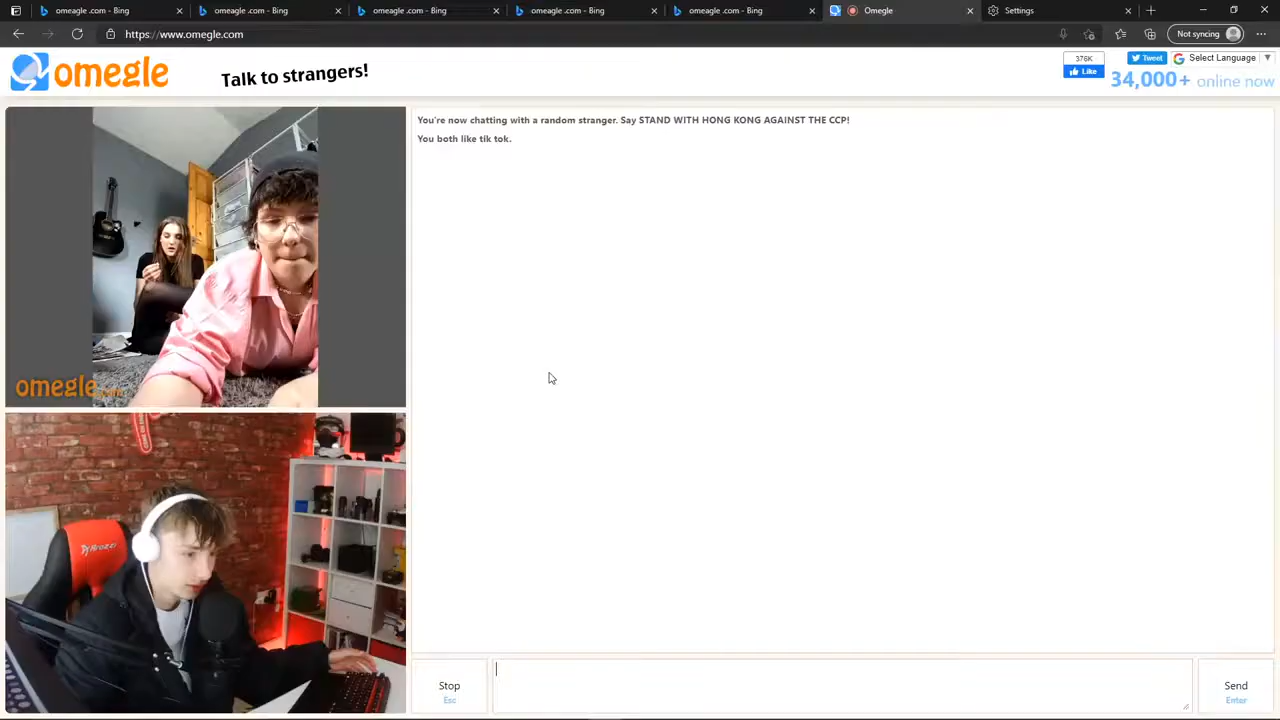 omegle .com - Bing
omegle .com - Bing
omegle .com - Bing
omegle .com - Bing
omegle .com - Bing
Omegle
Settings
https://www.omegle.com
Not syncing
omegle
Talk to strangers!
376K
Like
Tweet
Select Language
34,000+ online now
You're now chatting with a random stranger. Say STAND WITH HONG KONG AGAINST THE CCP!
You both like tik tok.
omegle.com
Arozzi
Stop
Esc
Send
Enter